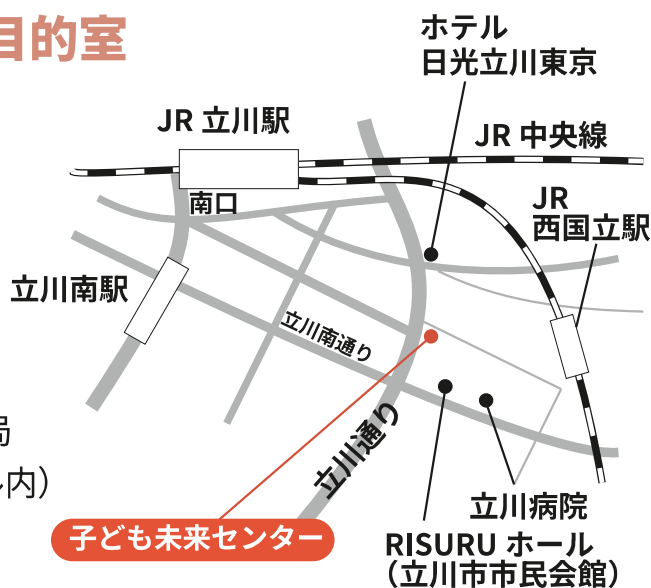 目的室
ホテル
日光立川東京
JR 立川駅
JR 中央線
南口
JR
西国立駅
立川南駅
立川南通り
立川通り
局
内）
立川病院
子ども未来センター
RISURU ホール
（立川市市民会館）